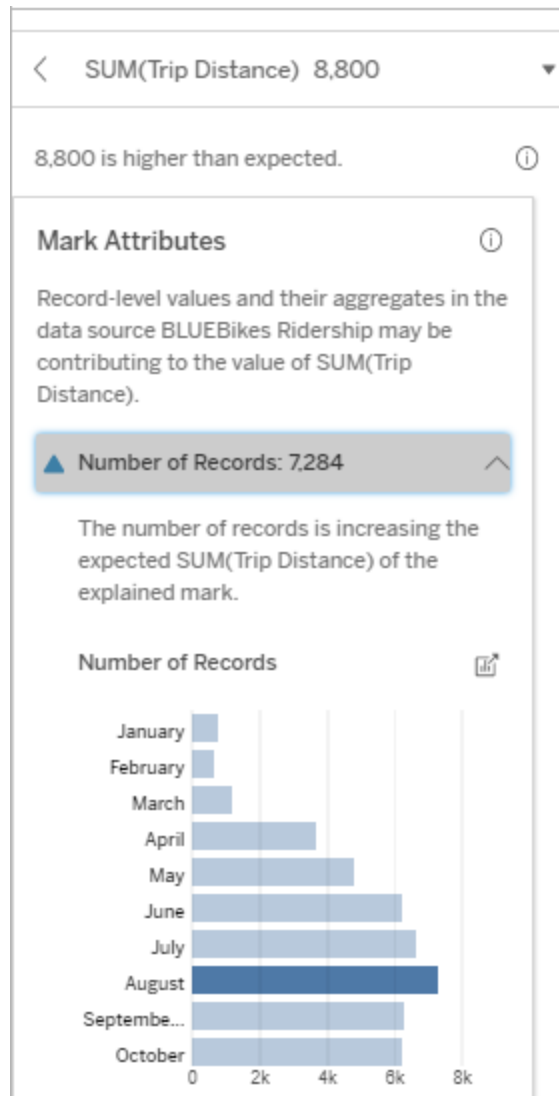 SUM(Trip Distance) 8,800
8,800 is higher than expected.
Mark Attributes
Record-level values and their aggregates in the
data source BLUEBikes Ridership may be
contributing to the value of SUM(Trip
Distance).
Number of Records: 7,284
The number of records is increasing the
expected SUM(Trip Distance) of the
explained mark.
Number of Records
January
February
March
April
May
June
July
August
Septembe...
October
0 2k 4k 6k 8k